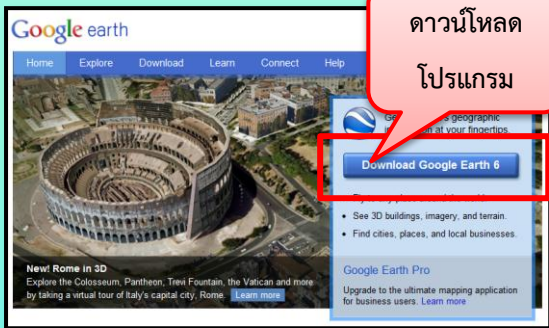 Google earth
ดาวน์โหลด
โปรแกรม
Home Explore Download Learn Connect Help
geographic
at your fingertips.
Download Google Earth 6
See 3D buildings, imagery, and terrain.
Find cities, places, and local businesses.
New! Rome in 3D
Explore the Colosseum, Pantheon, Trevi Fountain, the Vatican and more
by taking a virtual tour of Italy's capital city, Rome. Learn more
Google Earth Pro
Upgrade to the ultimate mapping application
for business users. Learn more